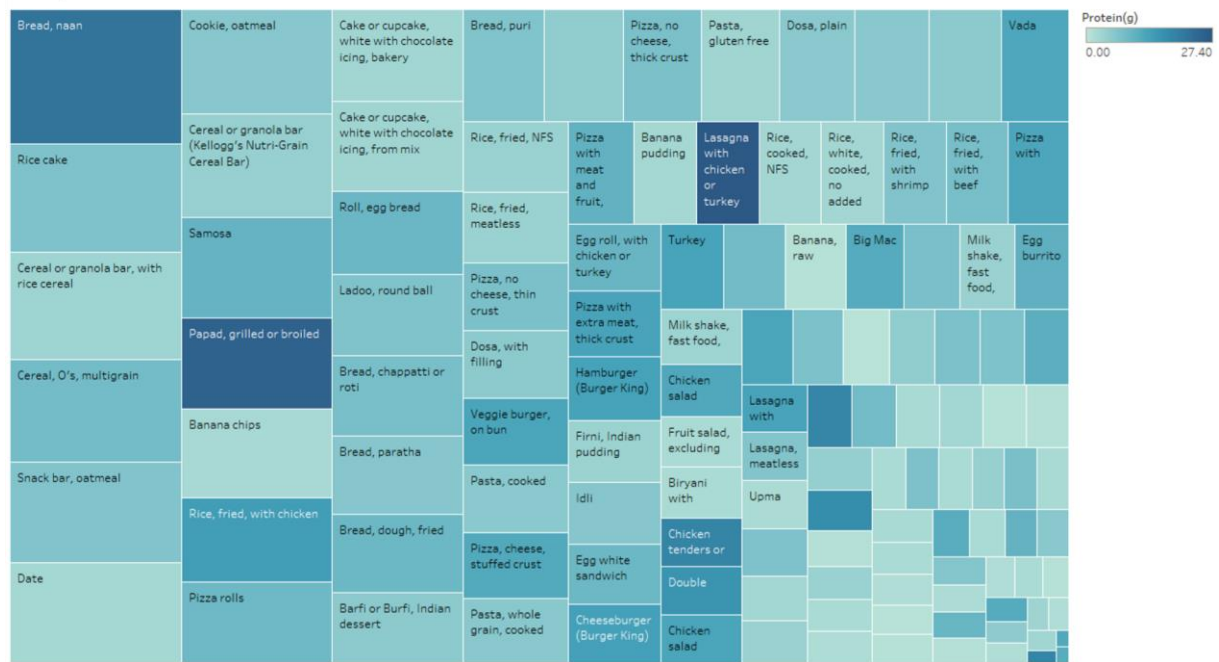 Bread, naan
Rice cake
Cereal or granola bar, with
rice cereal
Cereal, O's, multigrain
Snack bar, oatmeal
Date
Cookie, oatmeal
Cereal or granola bar
(Kellogg's Nutri-Grain
Cereal Bar)
Samosa
Papad, grilled or broiled
Banana chips
Rice, fried, with chicken
Pizza rolls
Cake or cupcake,
white with chocolate
icing, bakery
Cake or cupcake,
white with chocolate
icing, from mix
Roll, egg bread
Ladoo, round ball
Bread, chappatti or
roti
Bread, paratha
Bread, dough, fried
Barfi or Burfi, Indian
dessert
Bread, puri
Pizza, no
cheese,
thick crust
Pasta,
gluten free
Dosa, plain
Vada
Rice, fried, NFS
Rice, fried,
meatless
Pizza, no
cheese, thin
crust
Dosa, with
filling
Veggie burger,
on bun
Pasta, cooked
Pizza, cheese,
stuffed crust
Pasta, whole
grain, cooked
Pizza
with
meat
and
fruit,
Banana
pudding
Lasagna
with
chicken
or
turkey
Rice,
cooked,
NFS
Rice,
white,
cooked,
no
added
Rice,
fried,
with
shrimp
Rice,
fried,
with
beef
Pizza
with
Egg roll, with
chicken or
turkey
Pizza with
extra meat,
thick crust
Hamburger
(Burger King)
Firni, Indian
pudding
Idli
Egg white
sandwich
Cheeseburger
(Burger King)
Turkey
Banana,
raw
Big Mac
Milk
shake,
fast
food,
Egg
burrito
Milk shake,
fast food,
Chicken
salad
Fruit salad,
excluding
Biryani
with
Chicken
tenders or
Double
Chicken
salad
Lasagna
with
Lasagna,
meatless
Upma
Protein(g)
0.00 27.40